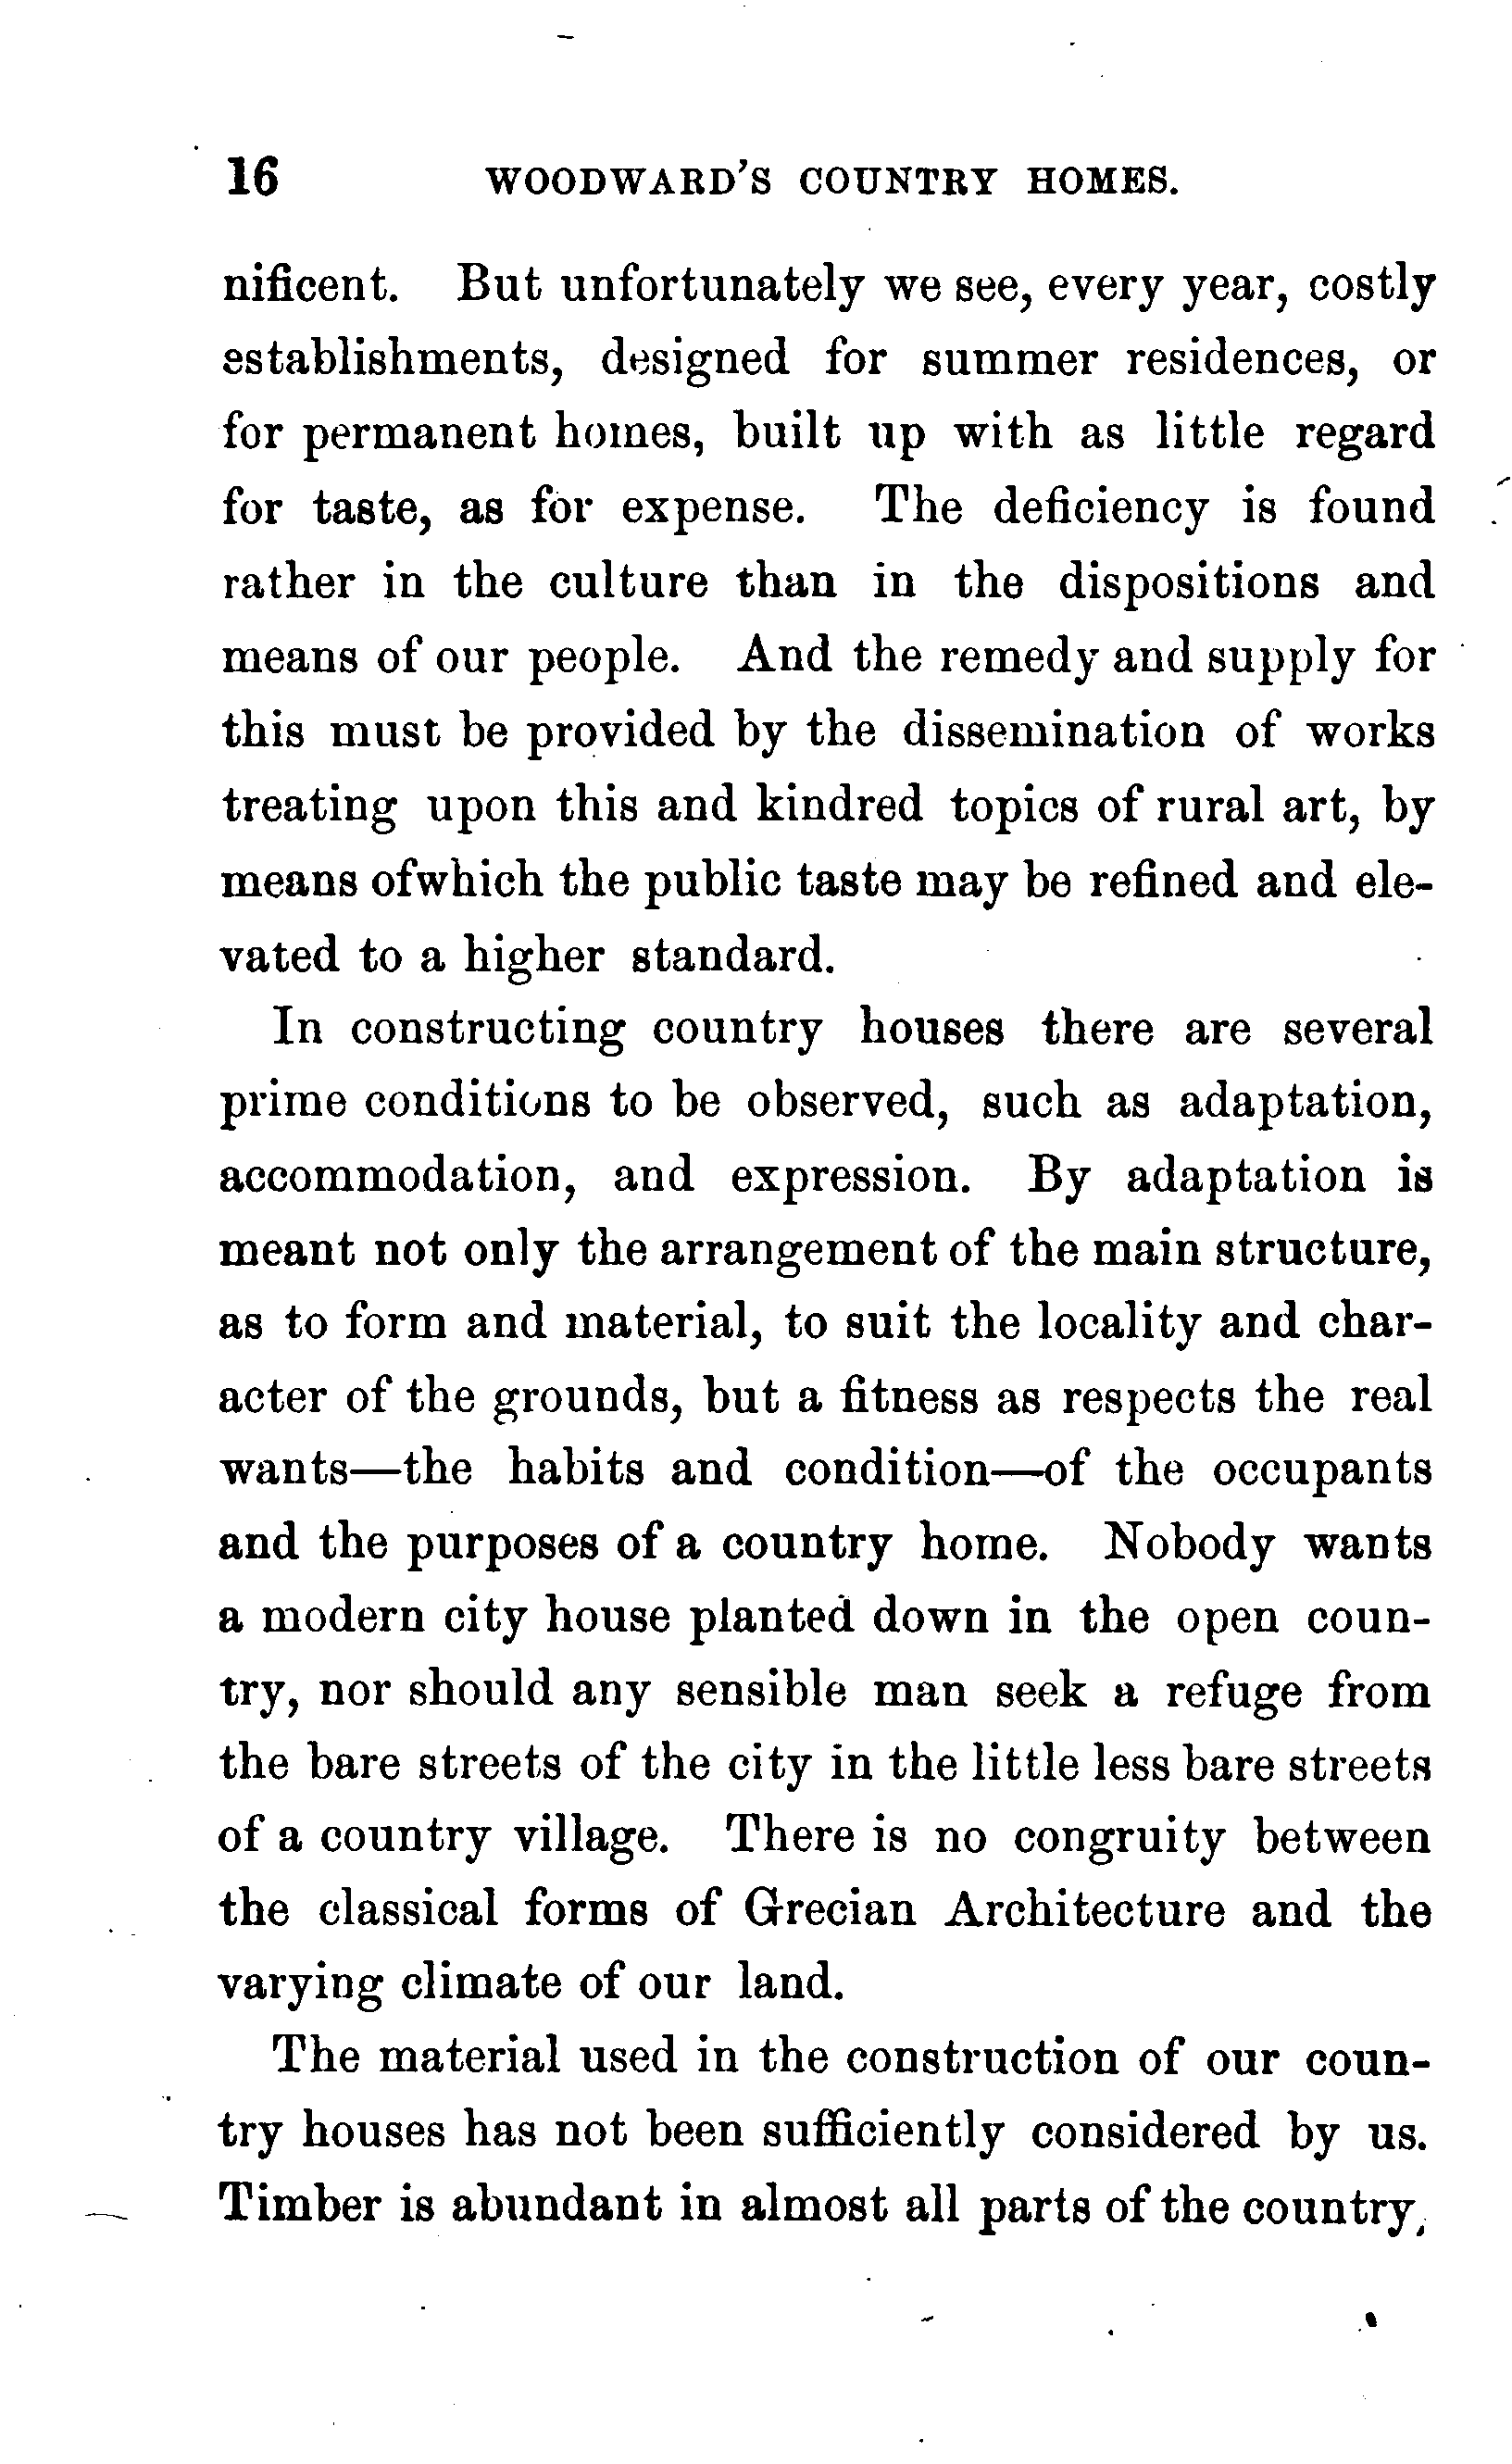 16 WOODWARD'S COUNTRY HOMES.
nificent. But unfortunately we see, every year, costly
establishments, designed for summer residences, or
for permanent homes, built up with as little regard
for taste, as for expense. The deficiency is found
rather in the culture than in the dispositions and
means of our people. And the remedy and supply for
this must be provided by the dissemination of works
treating upon this and kindred topics of rural art, by
means ofwhich the public taste may be refined and ele-
vated to a higher standard.
In constructing country houses there are several
prime conditions to be observed, such as adaptation,
accommodation, and expression. By adaptation is
meant not only the arrangement of the main structure,
as to form and material, to suit the locality and char-
acter of the grounds, but a fitness as respects the real
wants—the habits and condition—of the occupants
and the purposes of a country home. Nobody wants
a modern city house planted down in the open coun-
try, nor should any sensible man seek a refuge from
the bare streets of the city in the little less bare streets
of a country village. There is no congruity between
the classical forms of Grecian Architecture and the
varying climate of our land.
The material used in the construction of our coun-
try houses has not been sufficiently considered by us.
Timber is abundant in almost all parts of the country,